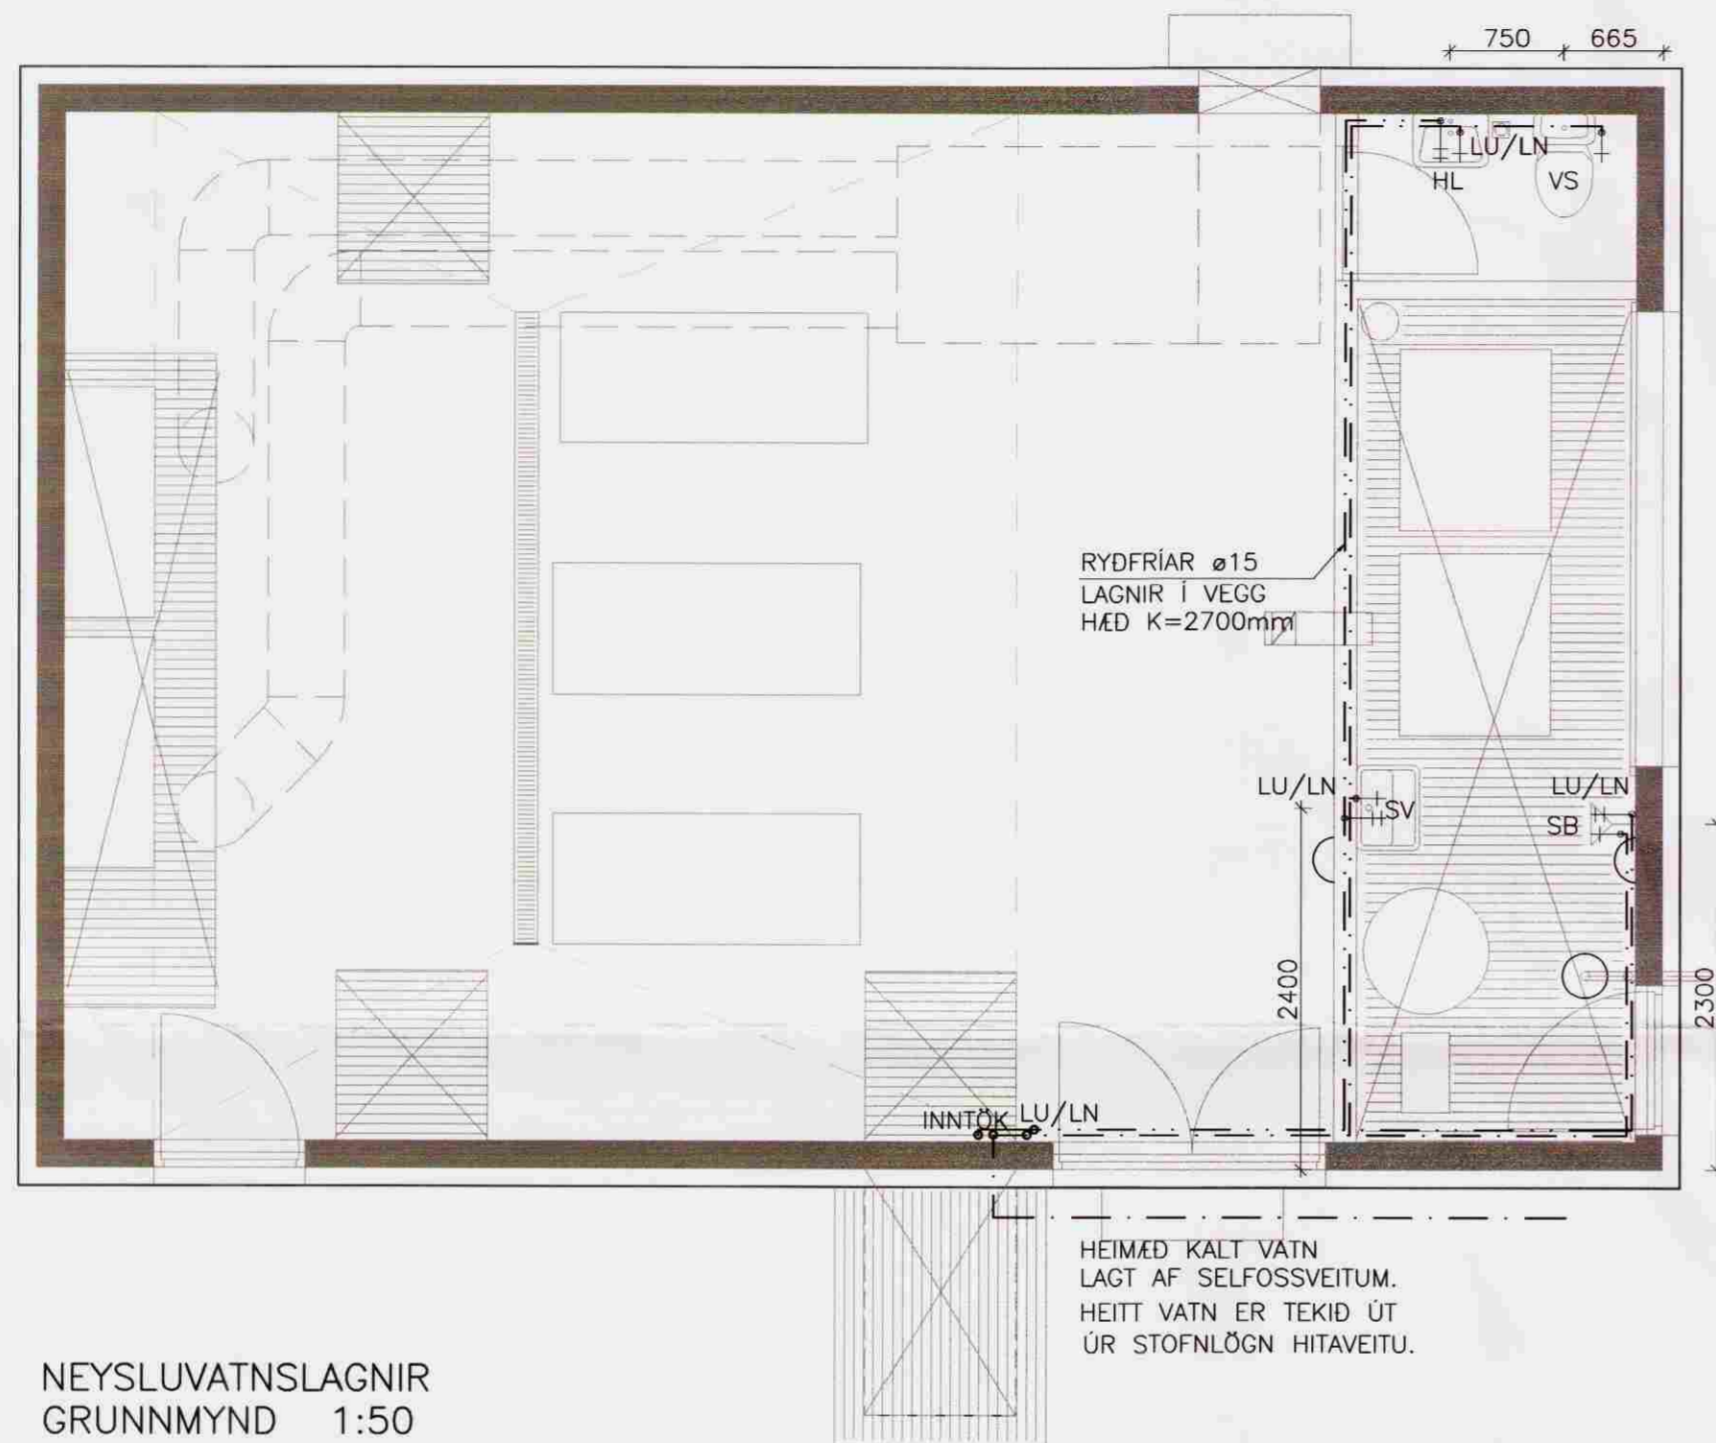 750 665
LU/LN
HL VS
RYÐFRÍAR ø15
LAGNIR Í VEGG
HÆÐ K=2700mm
LU/LN LU/LN
SV
SB
2400
2300
INNTÖK LU/LN
HEIMÆÐ KALT VATN
LAGT AF SELFOSSVEITUM.
HEITT VATN ER TEKIÐ ÚT
ÚR STOFNLÖGN HITAVEITU.
NEYSLUVATNSLAGNIR
GRUNNMYND 1:50